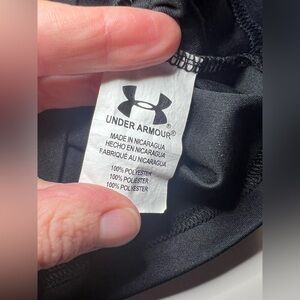 UNDER ARMOUR®
MADE IN NICARAGUA
HECHO EN NICARAGUA
FABRIQUÉ AU NICARAGUA
100% POLYESTER
100% POLIÉSTER
100% POLYESTER